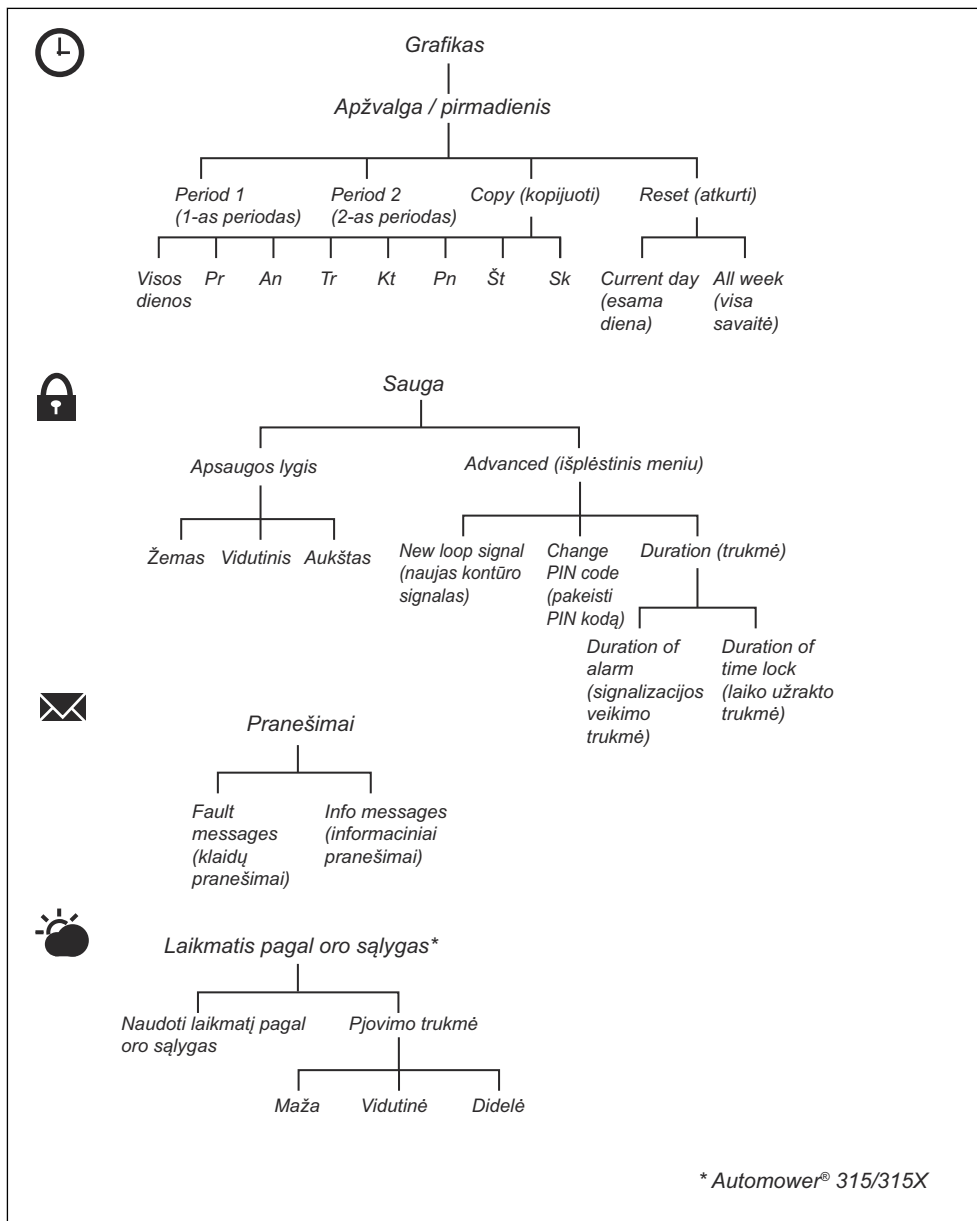 Grafikas
Apžvalga / pirmadienis
Period 1
(1-as periodas)
Period 2
(2-as periodas)
Copy (kopijuoti)
Reset (atkurti)
Visos
dienos
Pr
An
Tr
Kt
Pn
Št
Sk
Current day
(esama
diena)
All week
(visa
savaitė)
Sauga
Apsaugos lygis
Advanced (išplėstinis meniu)
Žemas
Vidutinis
Aukštas
New loop signal
(naujas kontūro
signalas)
Change
PIN code
(pakeisti
PIN kodą)
Duration (trukmė)
Duration of
alarm
(signalizacijos
veikimo
trukmė)
Duration of
time lock
(laiko užrakto
trukmė)
Pranešimai
Fault
messages
(klaidų
pranešimai)
Info messages
(informaciniai
pranešimai)
Laikmatis pagal oro sąlygas*
Naudoti laikmatį pagal
oro sąlygas
Pjovimo trukmė
Maža
Vidutinė
Didelė
* Automower® 315/315X